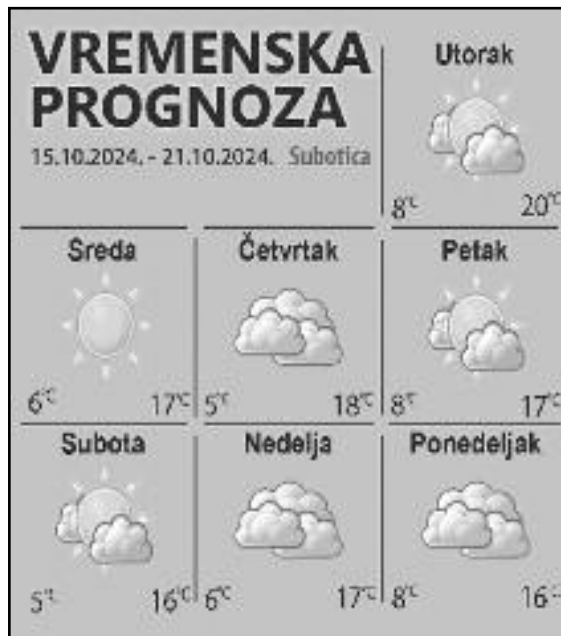 VREMENSKA
PROGNOZA
15.10.2024. - 21.10.2024. Subotica
Utorak
8°C 20°C
Sreda
6°C 17°C
Četvrtak
5°C 18°C
Petak
8°C 17°C
Subota
5°C 16°C
Nedelja
6°C 17°C
Ponedeljak
8°C 16°C